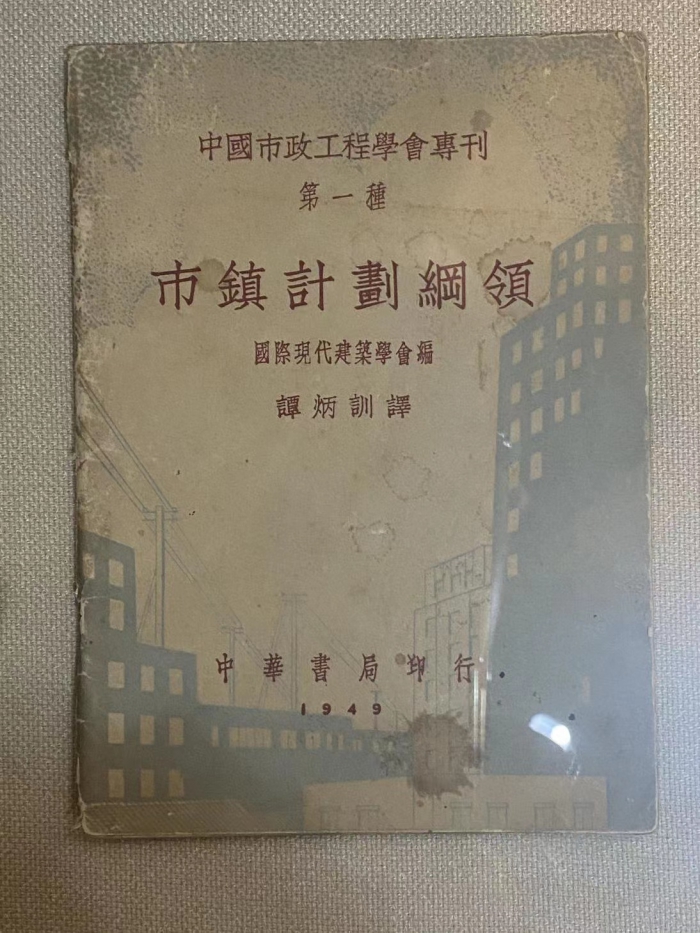 中國市政工程學會專刊
第一種
市鎮計劃綱領
國際現代建築學會編
譚炳訓譯
中華書局印行
1949